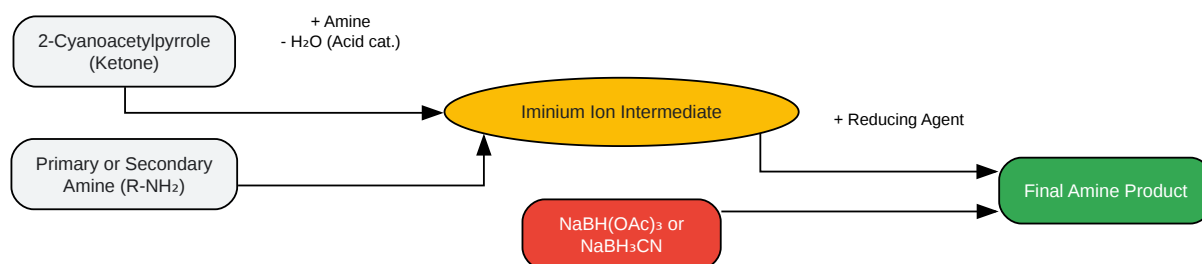 2-Cyanoacetylpyrrole
(Ketone)
+ Amine
- H₂O (Acid cat.)
Iminium Ion Intermediate
+ Reducing Agent
Primary or Secondary
Amine (R-NH₂)
Final Amine Product
NaBH(OAc)₃ or
NaBH₃CN